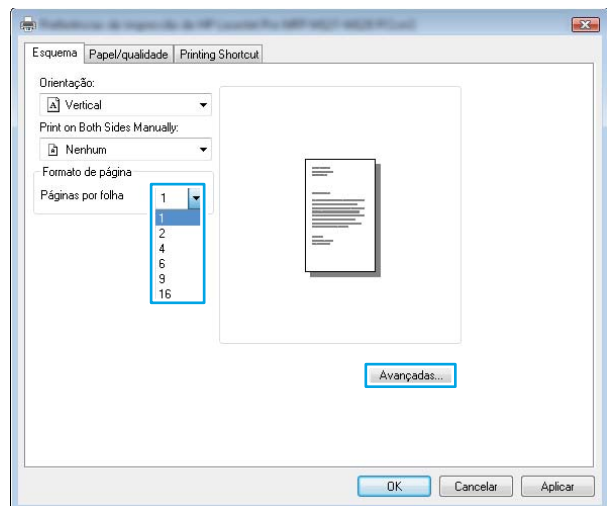 Esquema Papel/qualidade Printing Shortcut
Orientação:
Vertical
Print on Both Sides Manually:
Nenhum
Formato de página
Páginas por folha 1
1
2
4
6
9
16
Avançadas...
OK Cancelar Aplicar